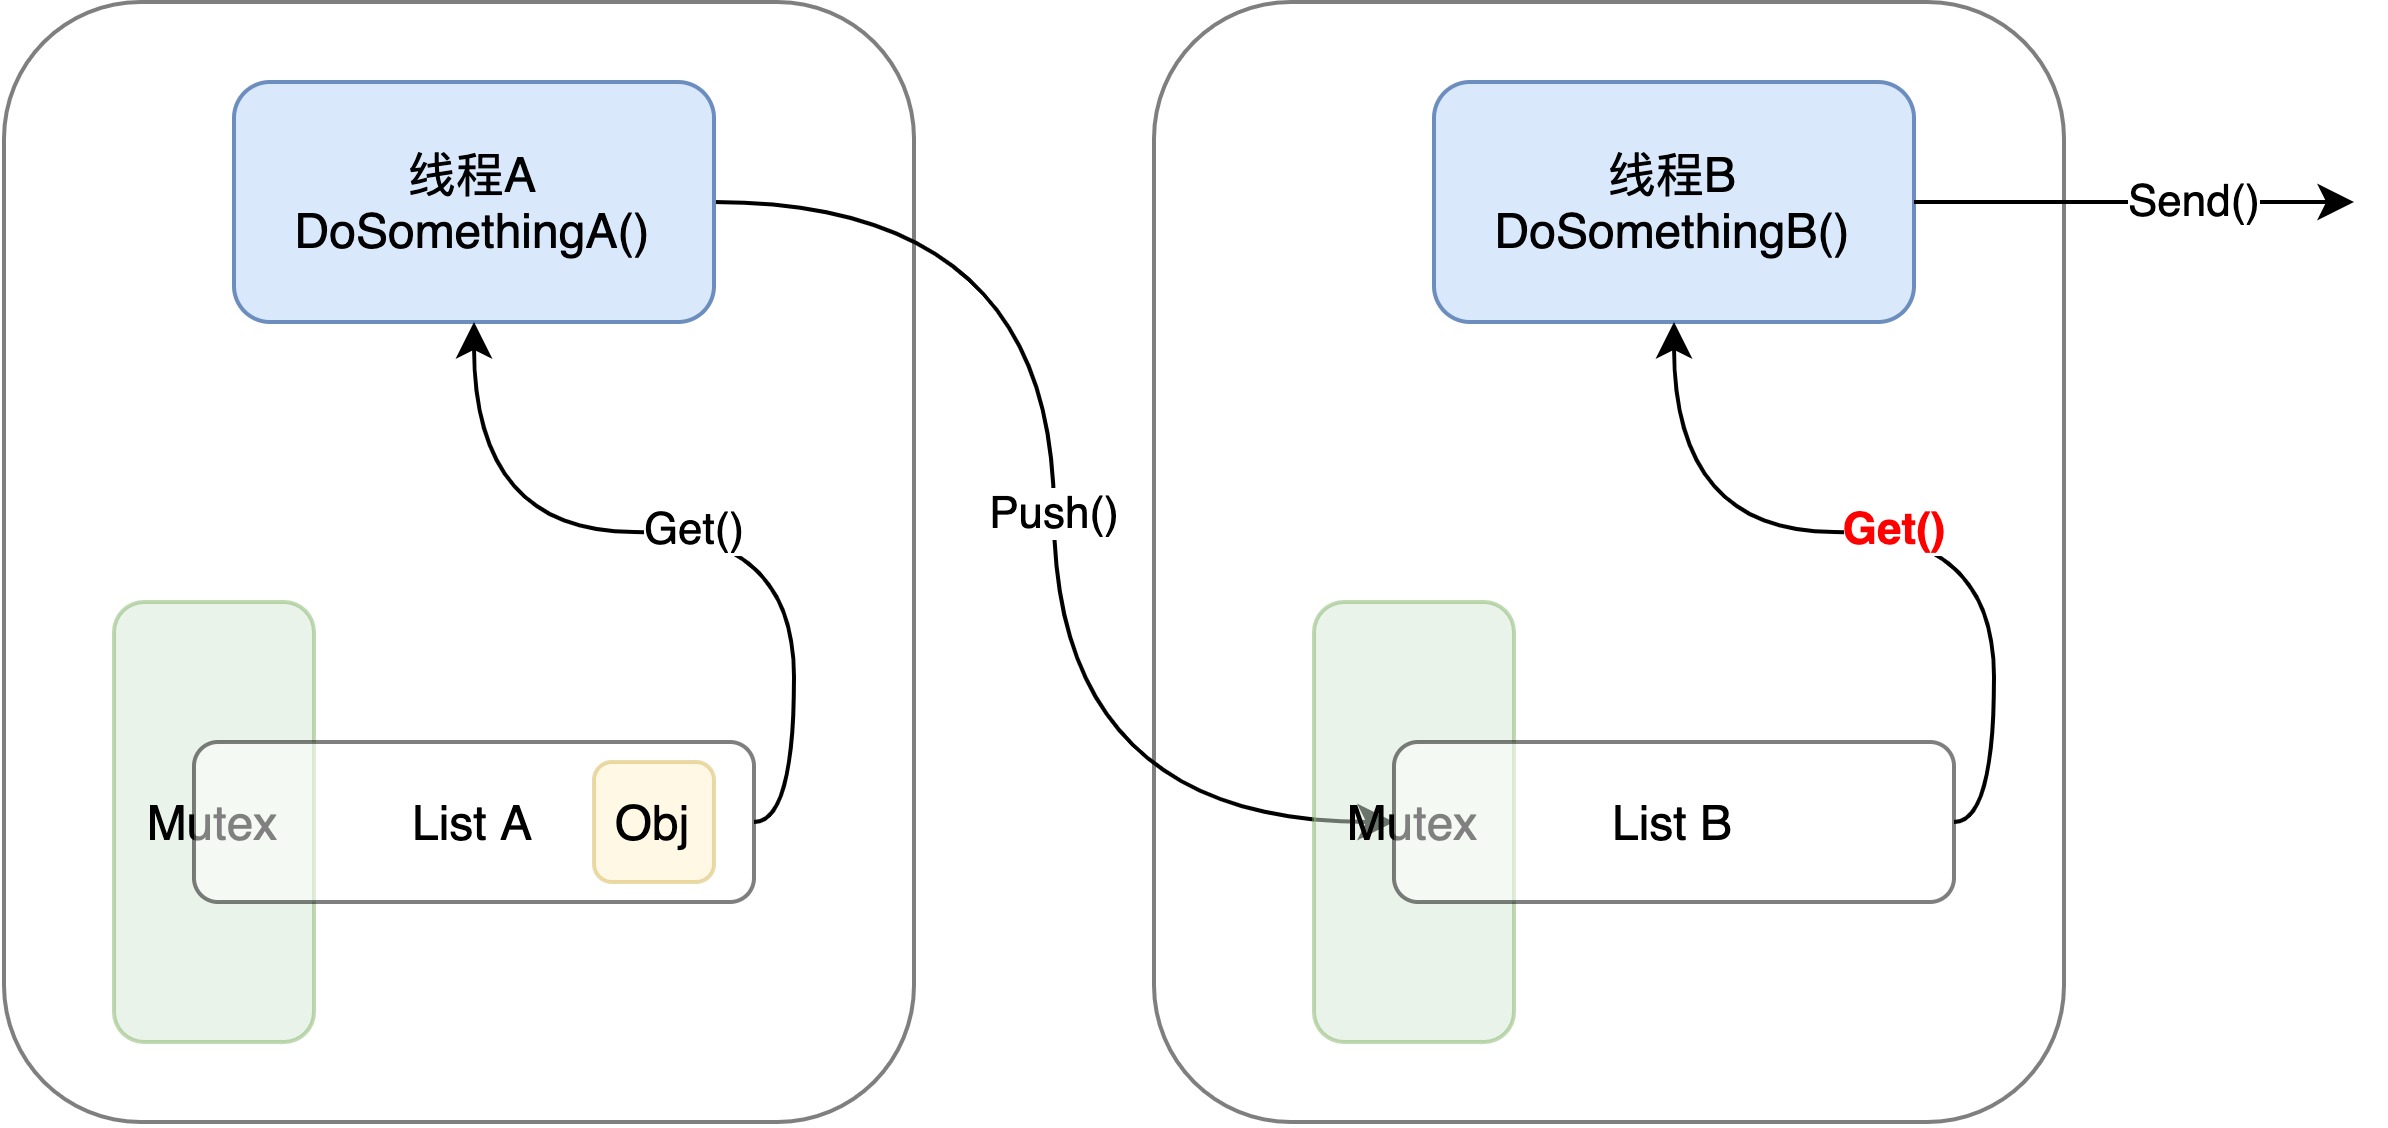 线程A
DoSomethingA()
Get()
Mutex
List A
Obj
Push()
线程B
DoSomethingB()
Send()
Get()
Mutex
List B